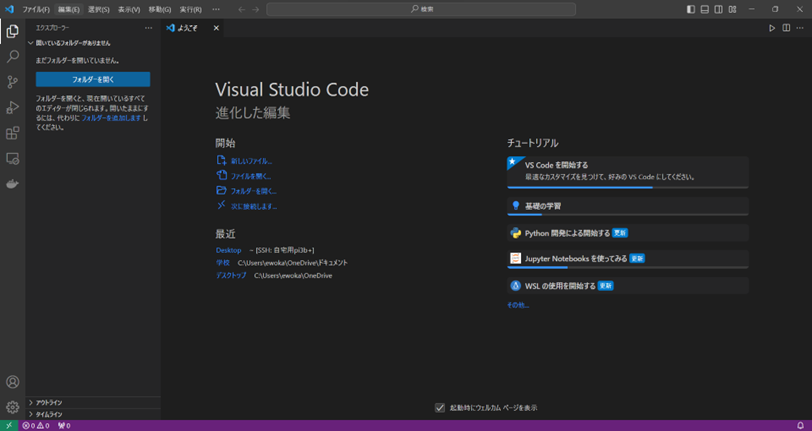 ファイル(F) 編集(E) 選択(S) 表示(V) 移動(G) 実行(R) … 検索
エクスプローラー …
ようこそ
開いているフォルダーがありません
まだフォルダーを開いていません。
フォルダーを開く
フォルダーを開くと、現在開いているすべて
のエディターが閉じられます。開いたままにす
るには、代わりに フォルダーを追加します し
てください。
Visual Studio Code
進化した編集
開始
新しいファイル...
ファイルを開く...
フォルダーを開く...
次に接続します...
最近
Desktop ~ [SSH: 自宅用pi3b+]
学校 C:\Users\ewoka\OneDrive\ドキュメント
デスクトップ C:\Users\ewoka\OneDrive
チュートリアル
VS Code を開始する
最適なカスタマイズを見つけて、好みの VS Code にしてください。
基礎の学習
Python 開発による開始する 更新
Jupyter Notebooks を使ってみる 更新
WSL の使用を開始する 更新
その他...
起動時にウェルカム ページを表示
アウトライン
タイムライン
0 0 0